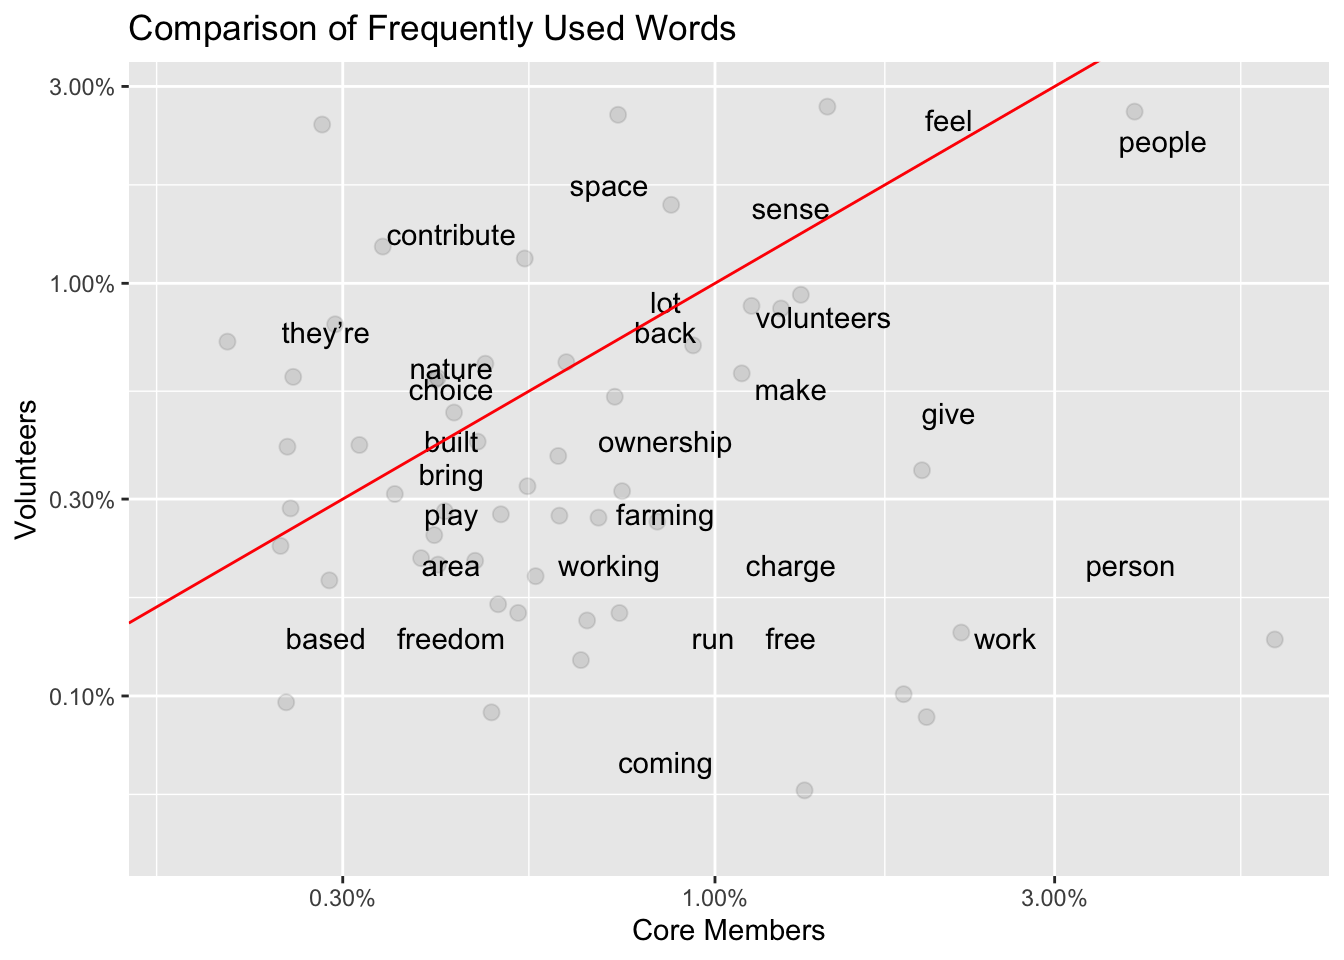 Comparison of Frequently Used Words
3.00%
feel
people
space
sense
contribute
1.00%
lot
they’re
back
volunteers
nature
choice
make
give
built
ownership
bring
0.30%
play
farming
area
working
charge
person
based
freedom
run
free
work
0.10%
coming
0.30%
1.00%
3.00%
Core Members
Volunteers